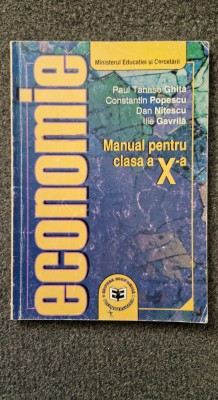 Ministerul Educaţiei şi Cercetării
Paul Tănase Ghiţă
Constantin Popescu
Dan Niţescu
Ilie Gavrilă
Manual pentru
clasa a X-a
economie